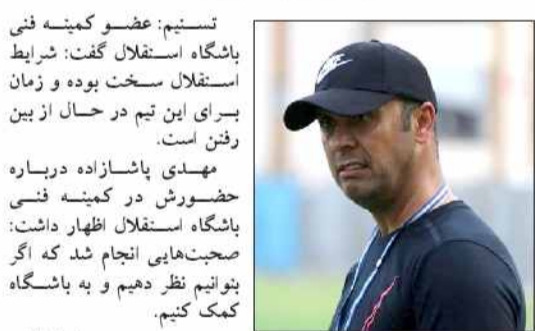 تسنیم: عضو کمیته فنی
باشگاه استقلال گفت: شرایط
استقلال سخت بوده و زمان
برای این تیم در حال از بین
رفتن است.
مهدی پاشازاده درباره
حضورش در کمیته فنی
باشگاه استقلال اظهار داشت:
صحبت‌هایی انجام شد که اگر
بتوانیم نظر دهیم و به باشگاه
کمک کنیم.